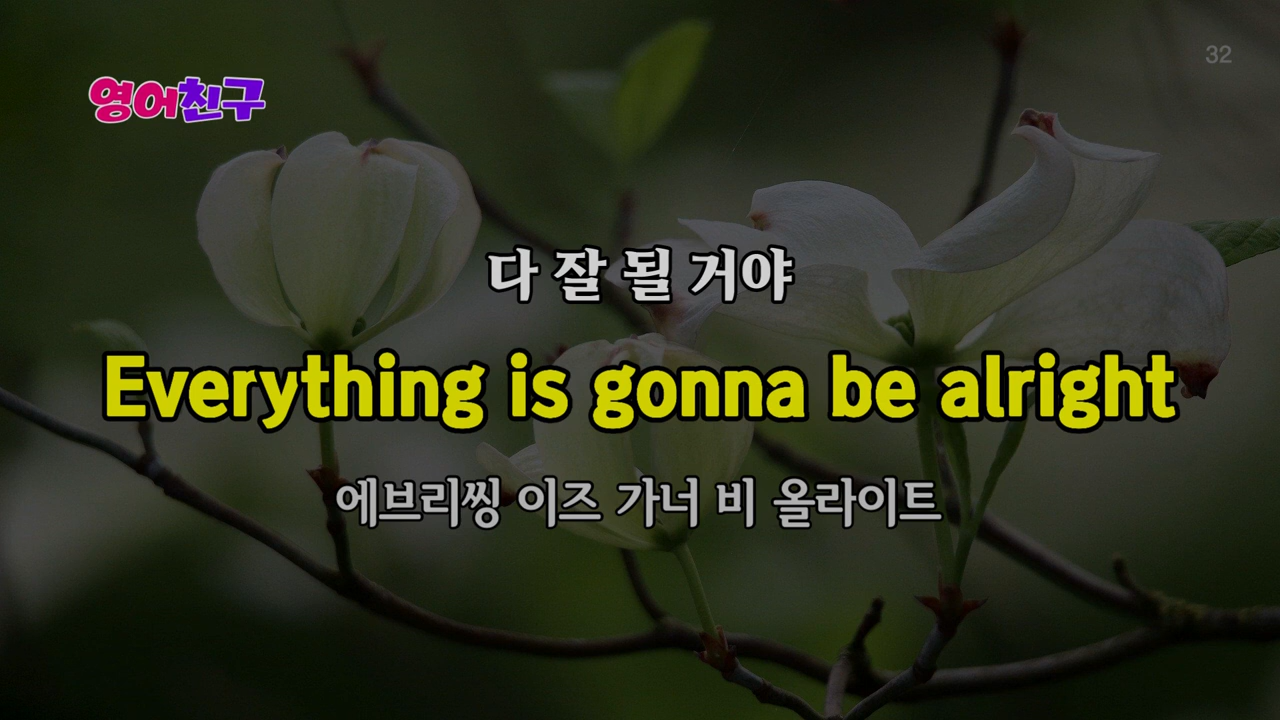 영어친구
32
다 잘 될 거야
Everything is gonna be alright
에브리씽 이즈 가너 비 올라이트